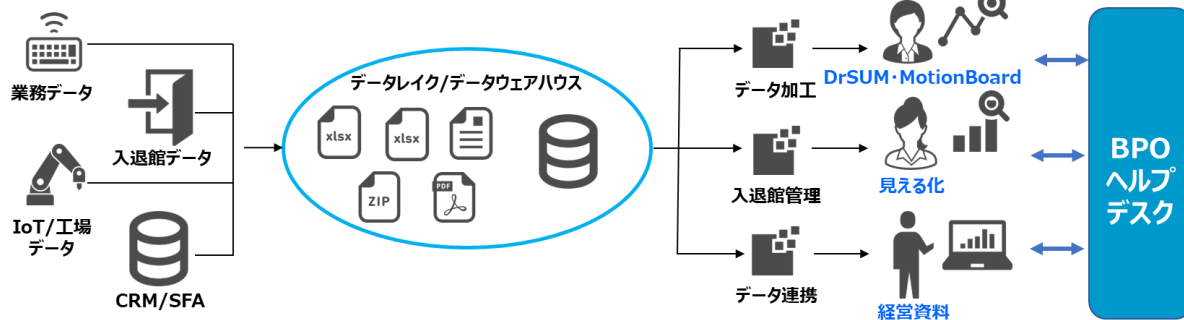 業務データ
入退館データ
IoT/工場
データ
CRM/SFA
データレイク/データウェアハウス
xlsx
xlsx
ZIP
PDF
データ加工
DrSUM・MotionBoard
入退館管理
見える化
データ連携
経営資料
BPO
ヘルプ
デスク